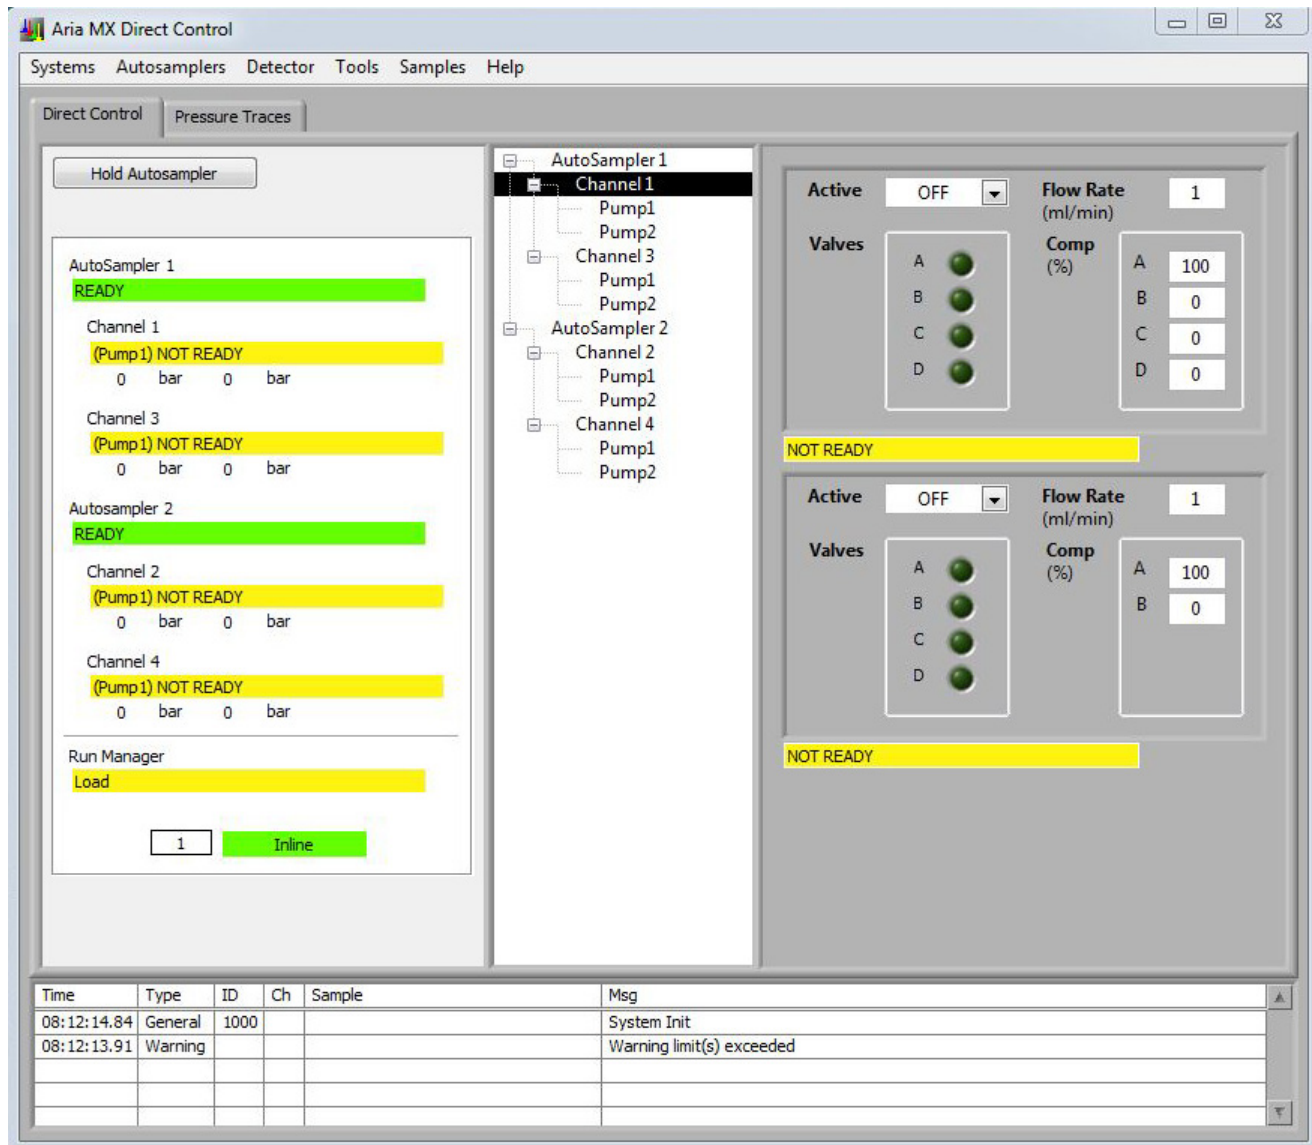 Aria MX Direct Control
Systems Autosamplers Detector Tools Samples Help
Direct Control Pressure Traces
Hold Autosampler
AutoSampler 1
READY
Channel 1
(Pump1) NOT READY
0 bar 0 bar
Channel 3
(Pump1) NOT READY
0 bar 0 bar
Autosampler 2
READY
Channel 2
(Pump1) NOT READY
0 bar 0 bar
Channel 4
(Pump1) NOT READY
0 bar 0 bar
Run Manager
Load
1 Inline
AutoSampler 1
Channel 1
Pump1
Pump2
Channel 3
Pump1
Pump2
AutoSampler 2
Channel 2
Pump1
Pump2
Channel 4
Pump1
Pump2
Active OFF Flow Rate 1
(ml/min)
Valves Comp
(%)
A A 100
B B 0
C C 0
D D 0
NOT READY
Active OFF Flow Rate 1
(ml/min)
Valves Comp
(%)
A A 100
B B 0
C
D
NOT READY
Time Type ID Ch Sample Msg
08:12:14.84 General 1000 System Init
08:12:13.91 Warning Warning limit(s) exceeded